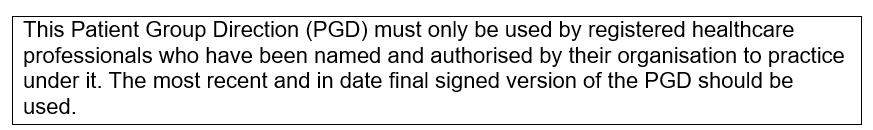 This Patient Group Direction (PGD) must only be used by registered healthcare
professionals who have been named and authorised by their organisation to practice
under it. The most recent and in date final signed version of the PGD should be
used.